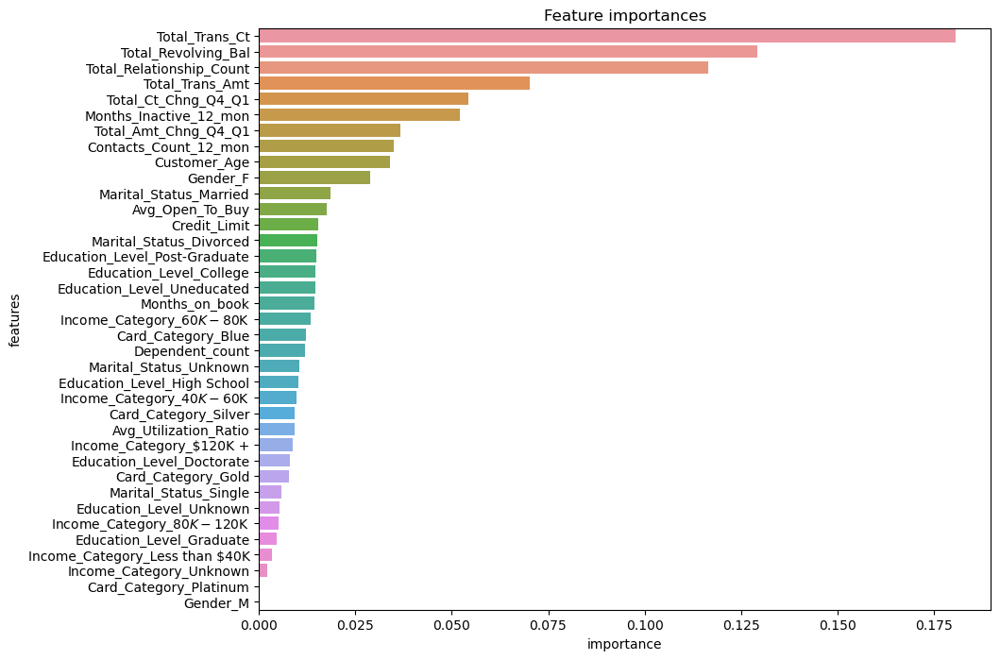 Feature importances
Total_Trans_Ct
Total_Revolving_Bal
Total_Relationship_Count
Total_Trans_Amt
Total_Ct_Chng_Q4_Q1
Months_Inactive_12_mon
Total_Amt_Chng_Q4_Q1
Contacts_Count_12_mon
Customer_Age
Gender_F
Marital_Status_Married
Avg_Open_To_Buy
Credit_Limit
Marital_Status_Divorced
Education_Level_Post-Graduate
Education_Level_College
Education_Level_Uneducated
Months_on_book
Income_Category_60K − 80K
Card_Category_Blue
Dependent_count
Marital_Status_Unknown
Education_Level_High School
Income_Category_40K − 60K
Card_Category_Silver
Avg_Utilization_Ratio
Income_Category_$120K +
Education_Level_Doctorate
Card_Category_Gold
Marital_Status_Single
Education_Level_Unknown
Income_Category_80K − 120K
Education_Level_Graduate
Income_Category_Less than $40K
Income_Category_Unknown
Card_Category_Platinum
Gender_M
features
0.000 0.025 0.050 0.075 0.100 0.125 0.150 0.175
importance